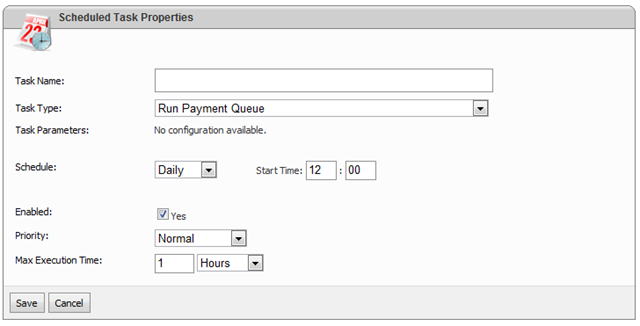 Scheduled Task Properties
Task Name:
Task Type: Run Payment Queue
Task Parameters: No configuration available.
Schedule: Daily Start Time: 12 : 00
Enabled: Yes
Priority: Normal
Max Execution Time: 1 Hours
Save Cancel